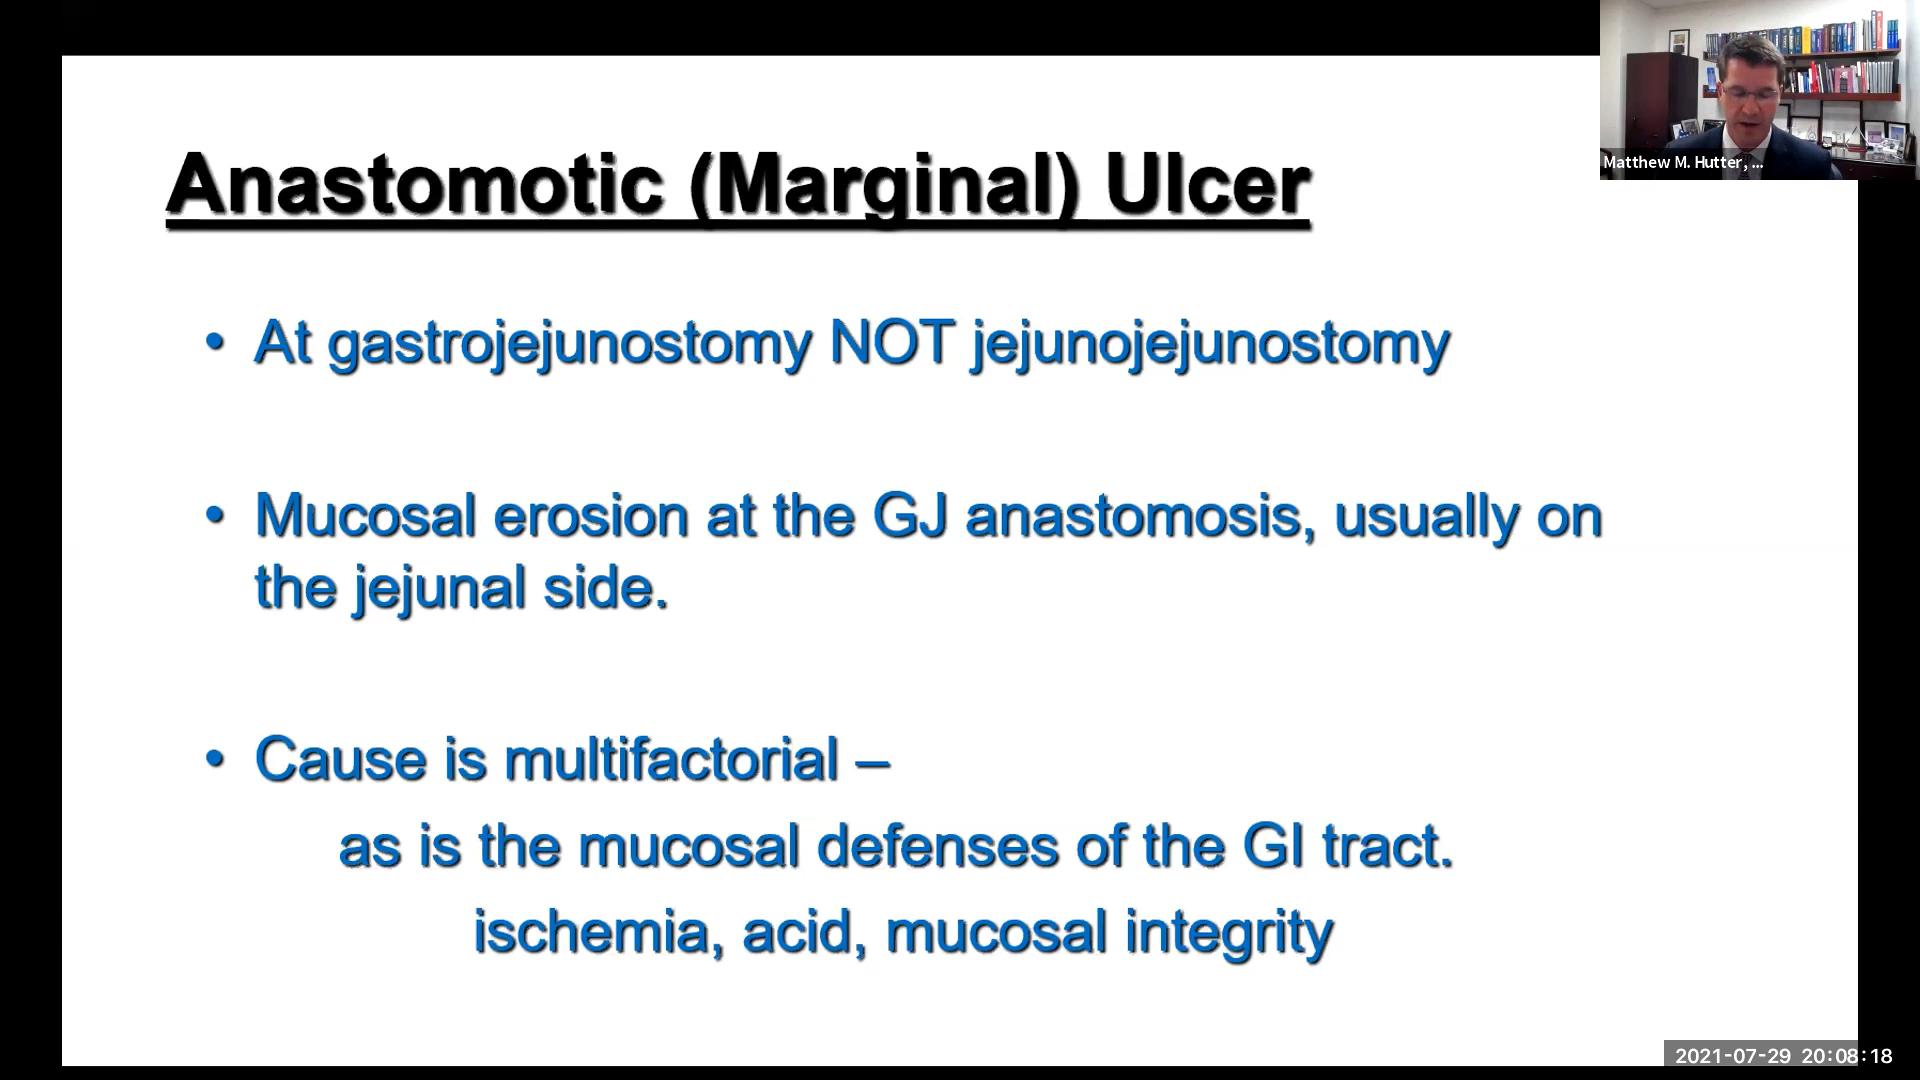 Matthew M. Hutter, ...
Anastomotic (Marginal) Ulcer
• At gastrojejunostomy NOT jejunojejunostomy
• Mucosal erosion at the GJ anastomosis, usually on
the jejunal side.
• Cause is multifactorial –
as is the mucosal defenses of the GI tract.
ischemia, acid, mucosal integrity
2021-07-29 20:08:18